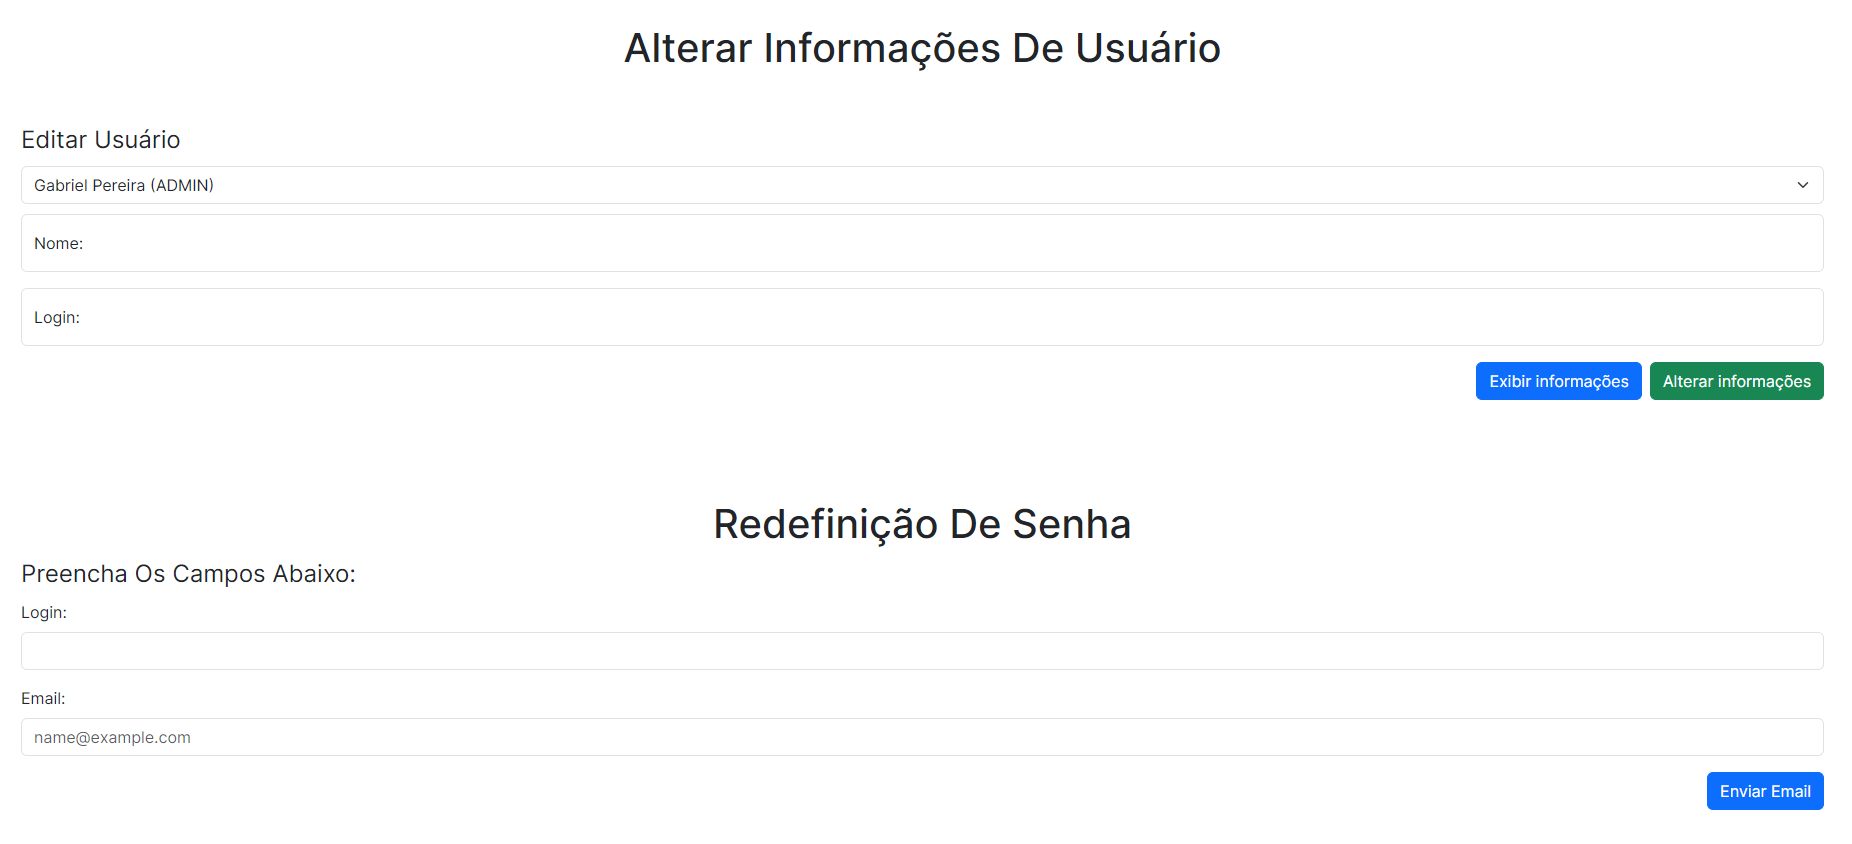 Alterar Informações De Usuário
Editar Usuário
Gabriel Pereira (ADMIN)
Nome:
Login:
Exibir informações Alterar informações
Redefinição De Senha
Preencha Os Campos Abaixo:
Login:
Email:
name@example.com
Enviar Email